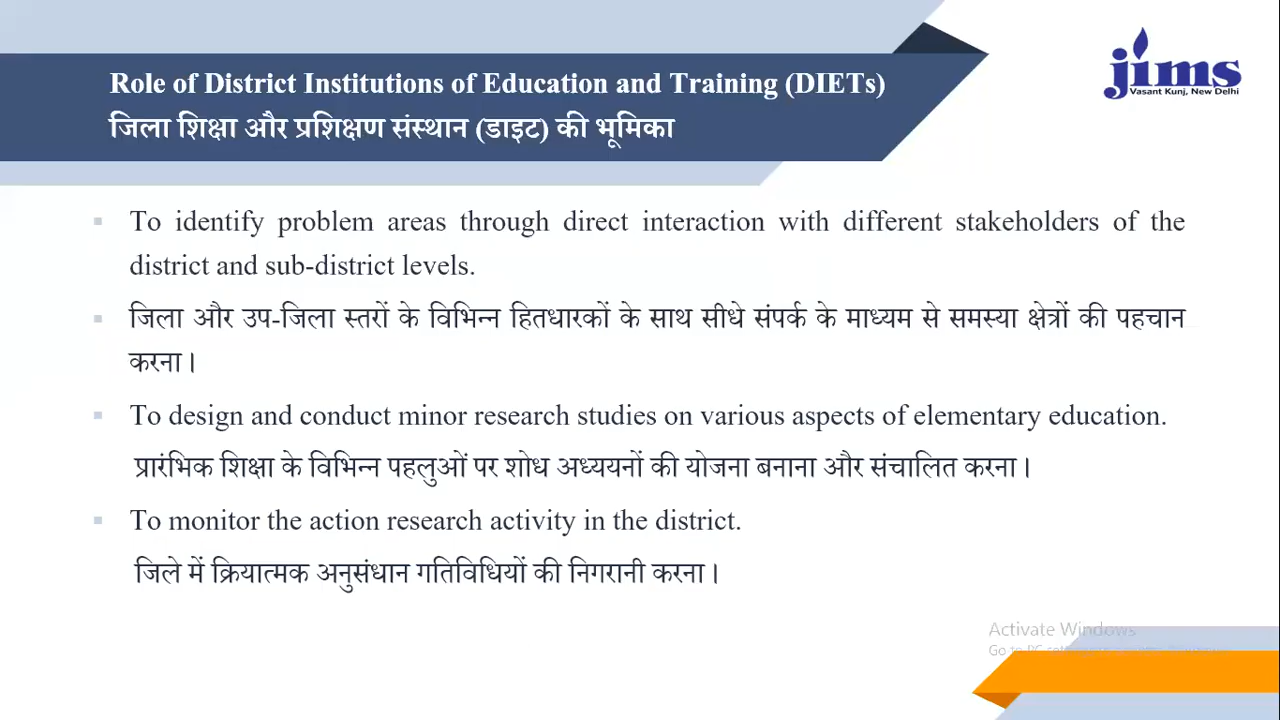 Role of District Institutions of Education and Training (DIETs)
जिला शिक्षा और प्रशिक्षण संस्थान (डाइट) की भूमिका
jims
Vasant Kunj, New Delhi
To identify problem areas through direct interaction with different stakeholders of the
district and sub-district levels.
जिला और उप-जिला स्तरों के विभिन्न हितधारकों के साथ सीधे संपर्क के माध्यम से समस्या क्षेत्रों की पहचान
करना।
To design and conduct minor research studies on various aspects of elementary education.
प्रारंभिक शिक्षा के विभिन्न पहलुओं पर शोध अध्ययनों की योजना बनाना और संचालित करना।
To monitor the action research activity in the district.
जिले में क्रियात्मक अनुसंधान गतिविधियों की निगरानी करना।
Activate Windows
Go to PC